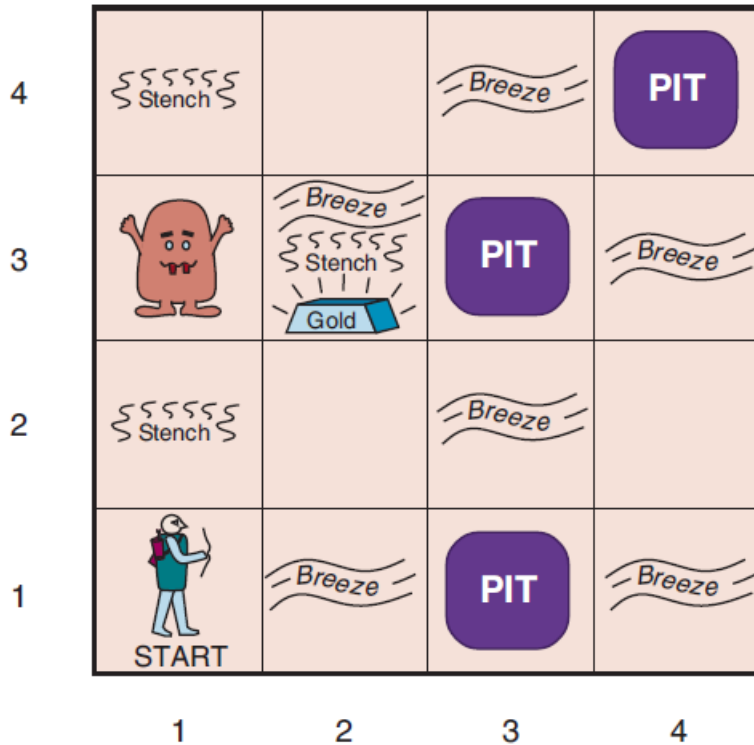 4
Stench
Breeze
PIT
3
Breeze
Stench
Gold
PIT
Breeze
2
Stench
Breeze
1
START
Breeze
PIT
Breeze
1 2 3 4